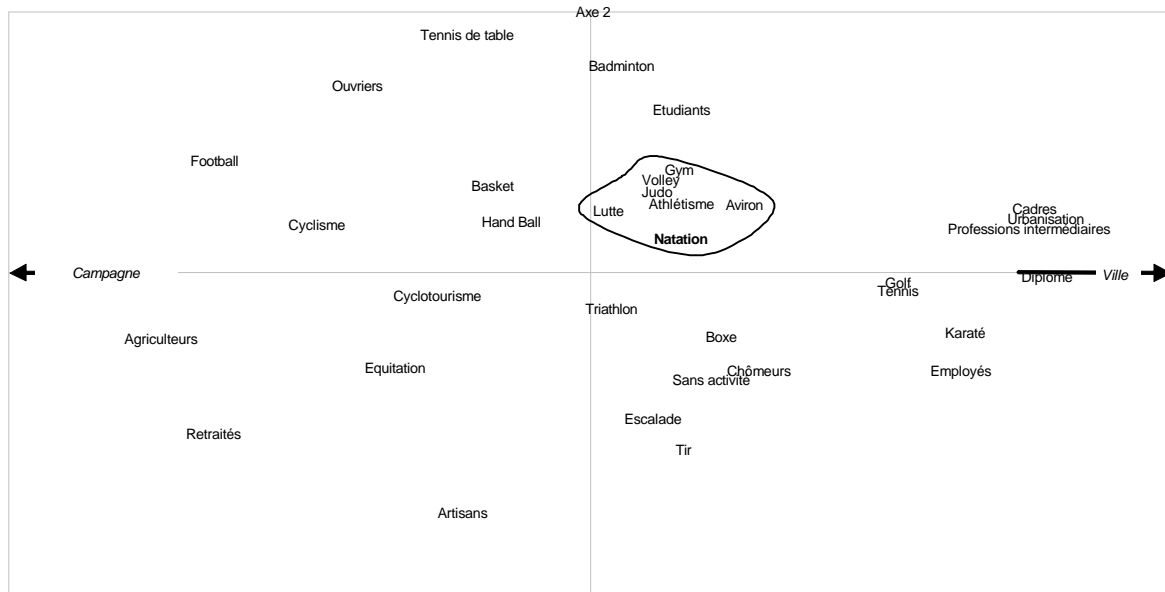 Axe 2
Tennis de table
Badminton
Ouvriers
Etudiants
Football
Gym
Volley
Basket
Judo
Athlétisme
Aviron
Lutte
Cadres
Hand Ball
Urbanisation
Cyclisme
Professions intermédiaires
Natation
Campagne
Ville
Diplome
Golf
Tennis
Cyclotourisme
Triathlon
Karaté
Boxe
Agriculteurs
Equitation
Chômeurs
Employés
Sans activité
Escalade
Retraités
Tir
Artisans